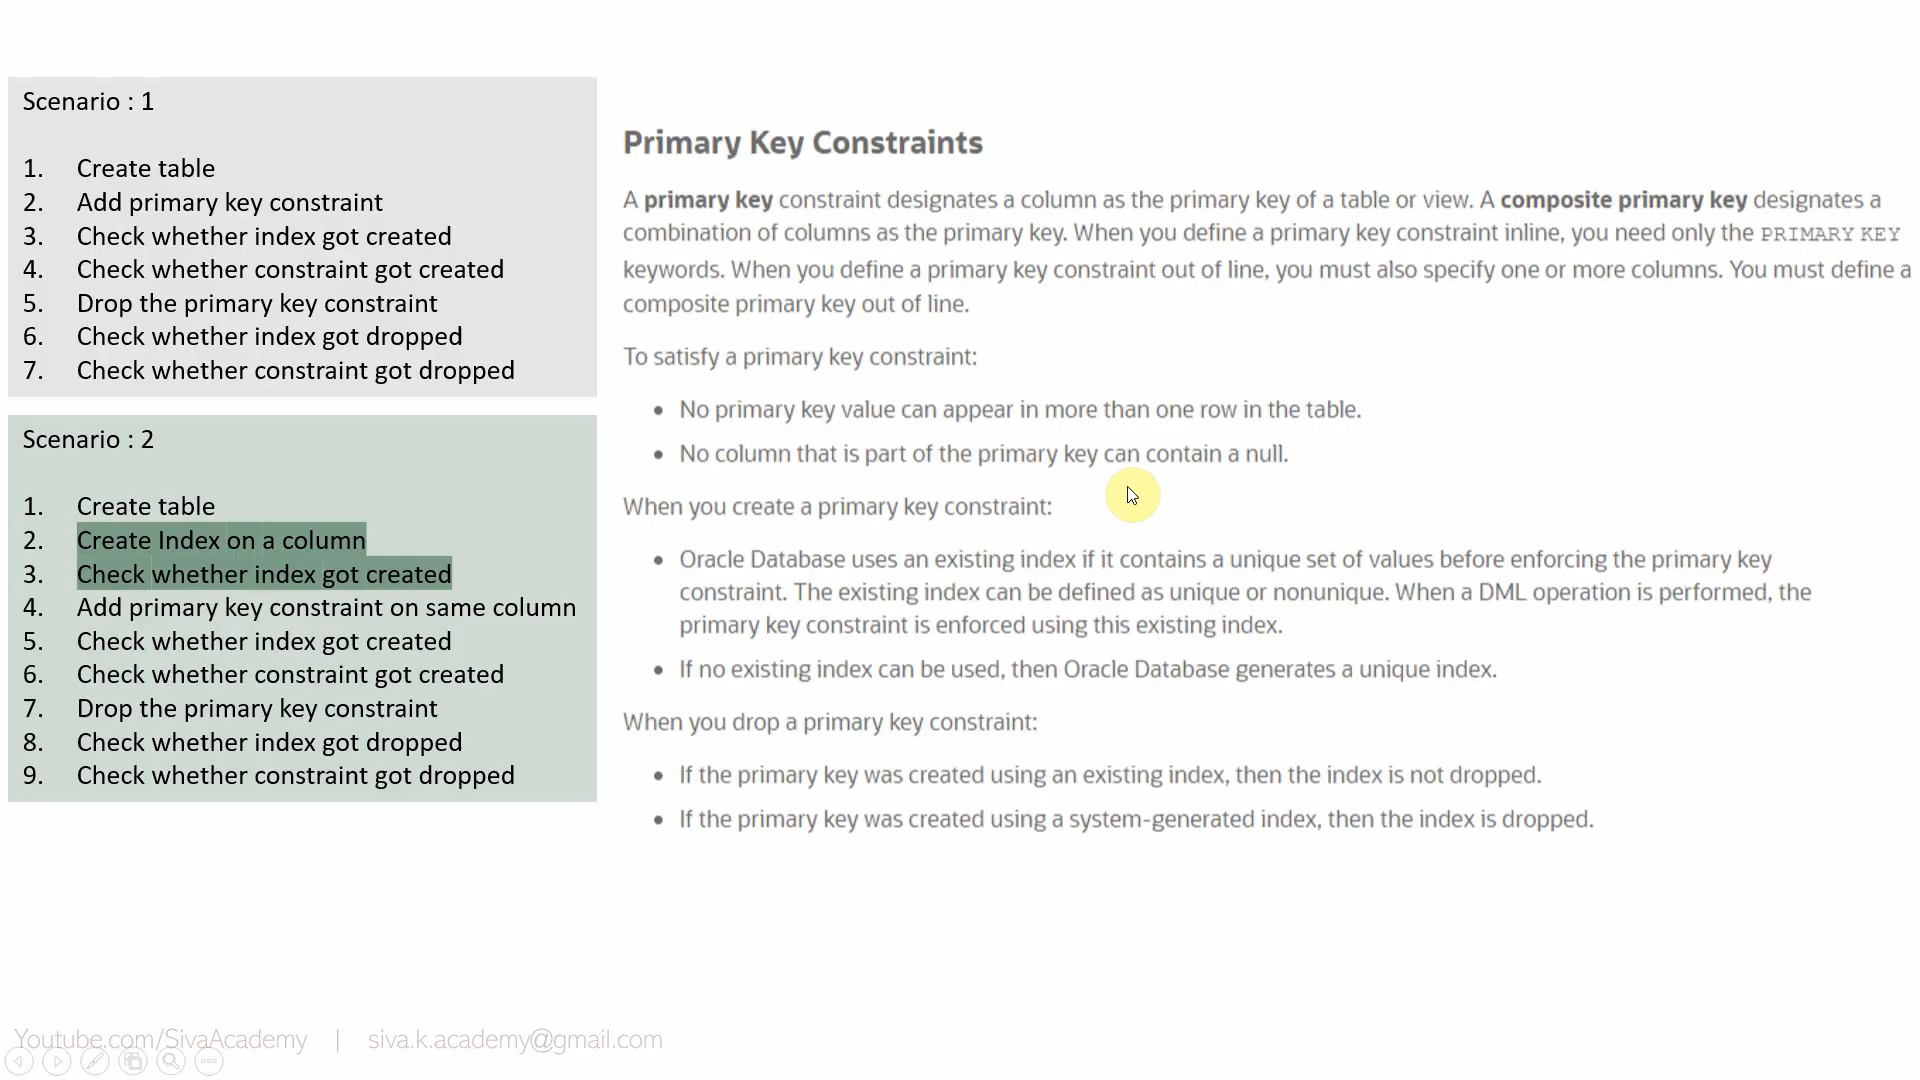 Scenario : 1
1. Create table
2. Add primary key constraint
3. Check whether index got created
4. Check whether constraint got created
5. Drop the primary key constraint
6. Check whether index got dropped
7. Check whether constraint got dropped
Scenario : 2
1. Create table
2. Create Index on a column
3. Check whether index got created
4. Add primary key constraint on same column
5. Check whether index got created
6. Check whether constraint got created
7. Drop the primary key constraint
8. Check whether index got dropped
9. Check whether constraint got dropped
Primary Key Constraints
A primary key constraint designates a column as the primary key of a table or view. A composite primary key designates a
combination of columns as the primary key. When you define a primary key constraint inline, you need only the PRIMARY KEY
keywords. When you define a primary key constraint out of line, you must also specify one or more columns. You must define a
composite primary key out of line.
To satisfy a primary key constraint:
• No primary key value can appear in more than one row in the table.
• No column that is part of the primary key can contain a null.
When you create a primary key constraint:
• Oracle Database uses an existing index if it contains a unique set of values before enforcing the primary key
constraint. The existing index can be defined as unique or nonunique. When a DML operation is performed, the
primary key constraint is enforced using this existing index.
• If no existing index can be used, then Oracle Database generates a unique index.
When you drop a primary key constraint:
• If the primary key was created using an existing index, then the index is not dropped.
• If the primary key was created using a system-generated index, then the index is dropped.
Youtube.com/SivaAcademy | siva.k.academy@gmail.com